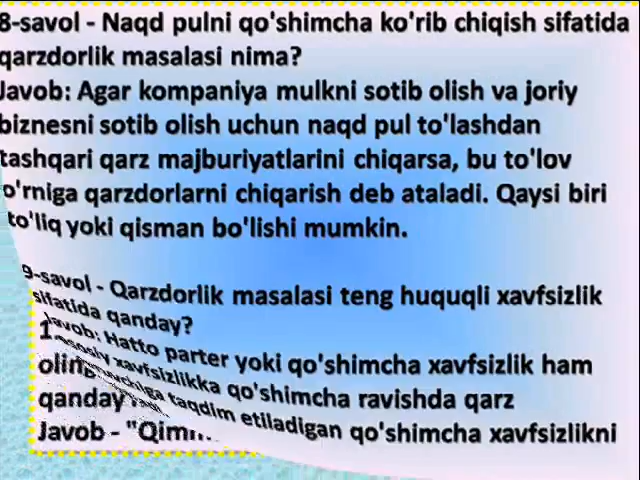 8-savol - Naqd pulni qo'shimcha ko'rib chiqish sifatida
qarzdorlik masalasi nima?
Javob: Agar kompaniya mulkni sotib olish va joriy
biznesni sotib olish uchun naqd pul to'lashdan
tashqari qarz majburiyatlarini chiqarsa, bu to'lov
o'rniga qarzdorlarni chiqarish deb ataladi. Qaysi biri
to'liq yoki qisman bo'lishi mumkin.
9-savol - Qarzdorlik masalasi teng huquqli xavfsizlik
sifatida qanday?
Javob: Hatto parter yoki qo'shimcha xavfsizlik ham
asosiy xavfsizlikka qo'shimcha ravishda qarz
taqdim etiladigan qo'shimcha xavfsizlikni
1
qanday
Javob -